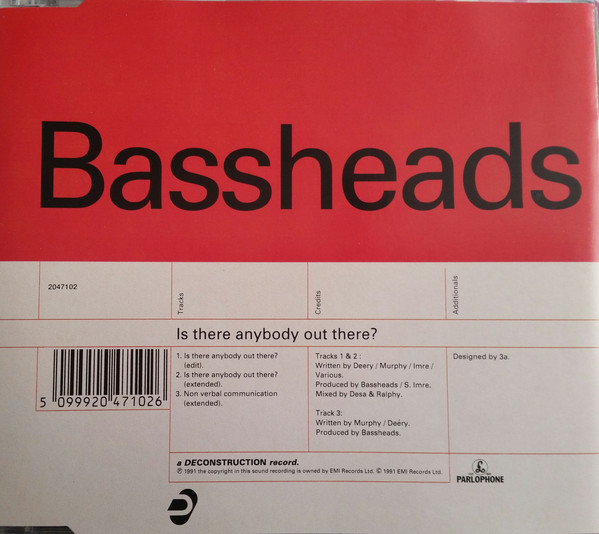 Bassheads
2047102
Tracks
Credits
Additionals
Is there anybody out there?
1. Is there anybody out there?
(edit).
2. Is there anybody out there?
(extended).
3. Non verbal communication
(extended).
Tracks 1 & 2 :
Written by Deery / Murphy / Imre /
Various.
Produced by Bassheads / S. Imre.
Mixed by Desa & Ralphy.
Track 3:
Written by Murphy / Deery.
Produced by Bassheads.
Designed by 3a.
5 099920 471026
a DECONSTRUCTION record.
℗ 1991 the copyright in this sound recording is owned by EMI Records Ltd. © 1991 EMI Records Ltd.
PARLOPHONE